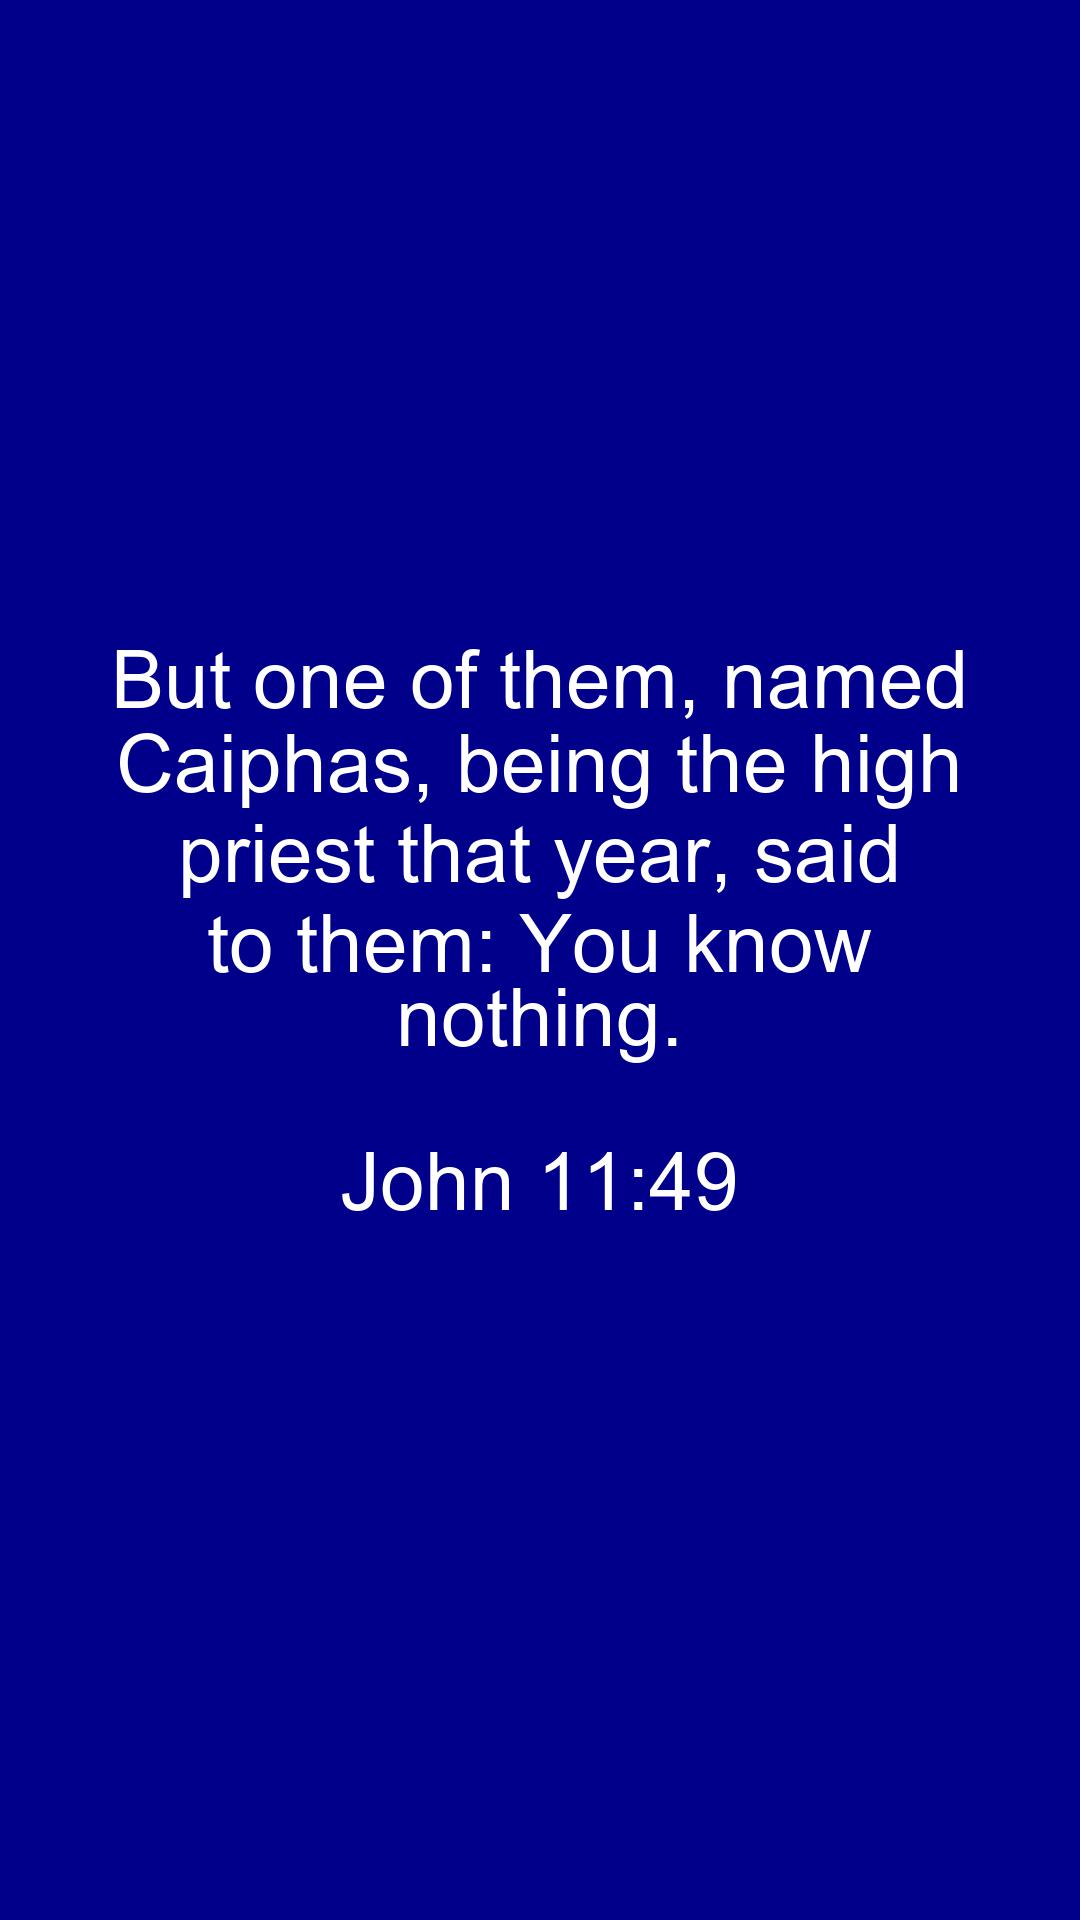 But one of them, named
Caiphas, being the high
priest that year, said
to them: You know
nothing.
John 11:49